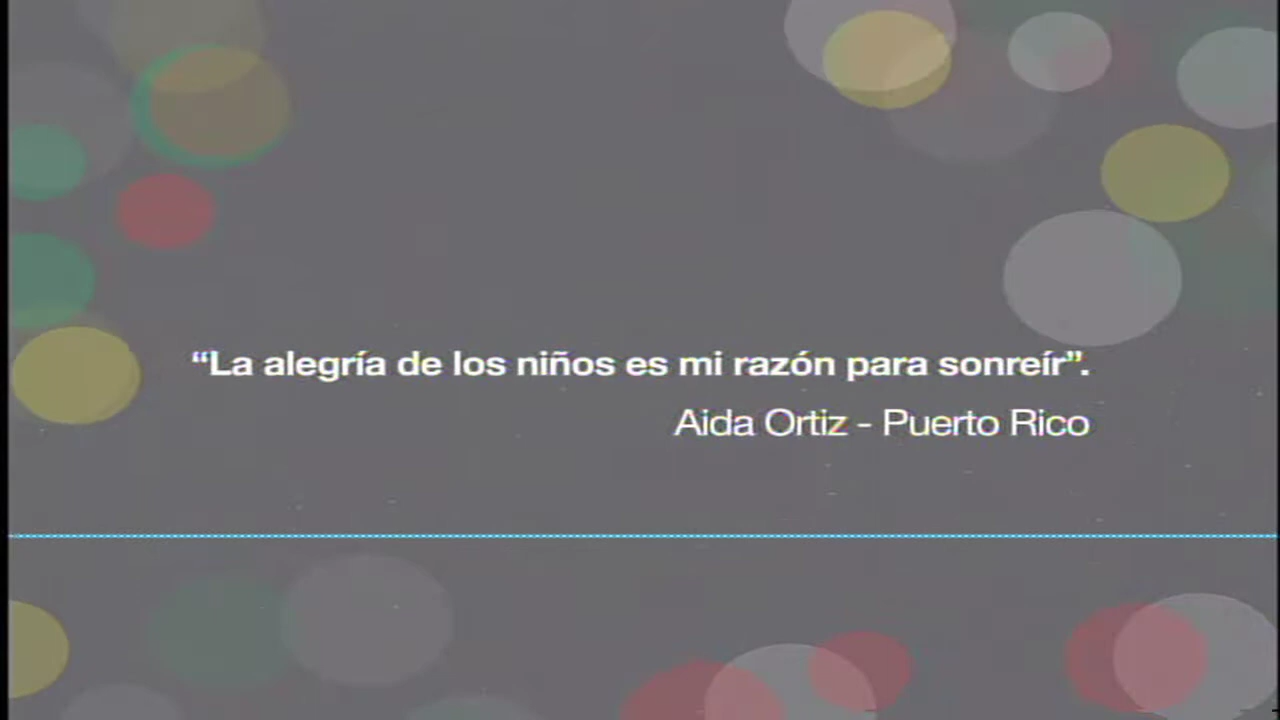 “La alegría de los niños es mi razón para sonreír”.
Aida Ortiz - Puerto Rico